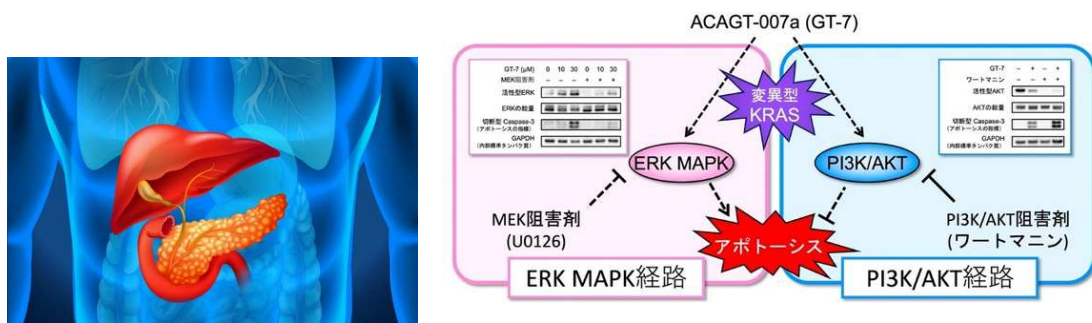 ACAGT-007a (GT-7)
GT-7 (μM) 0 10 30 0 10 30
MEK阻害剤 − − − + + +
活性型ERK
ERKの総量
切断型 Caspase-3
(アポトーシスの指標)
GAPDH
(内部標準タンパク質)
変異型
KRAS
GT-7 − + − +
ワートマニン − − + +
活性型AKT
AKTの総量
切断型 Caspase-3
(アポトーシスの指標)
GAPDH
(内部標準タンパク質)
ERK MAPK
PI3K/AKT
MEK阻害剤
(U0126)
アポトーシス
PI3K/AKT阻害剤
(ワートマニン)
ERK MAPK経路
PI3K/AKT経路